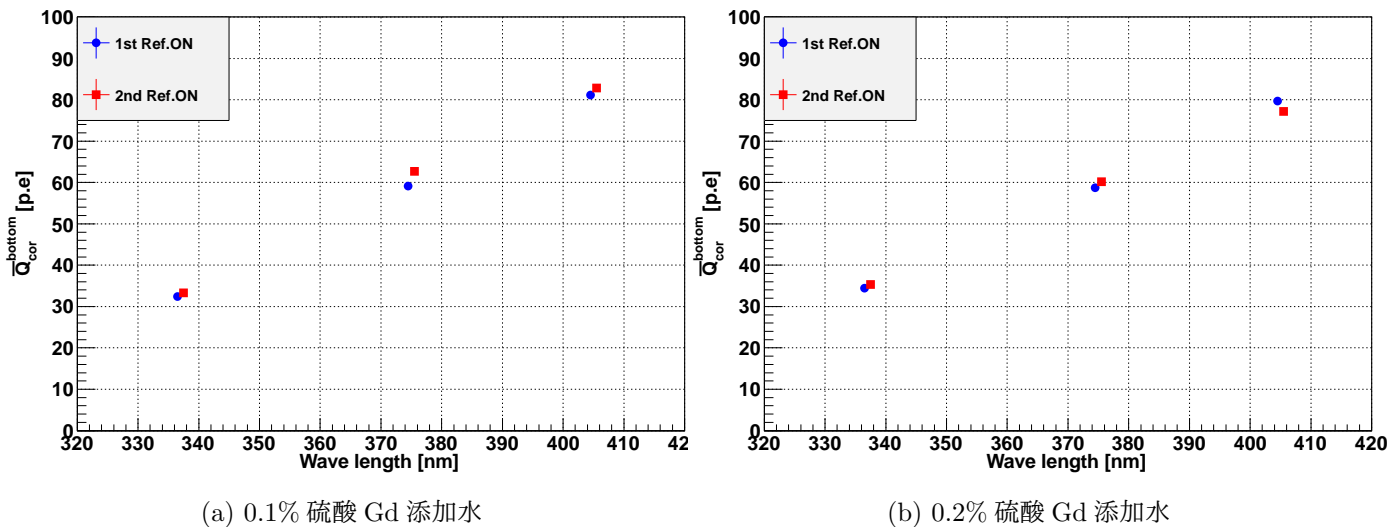 100
90
80
70
60
50
40
30
20
10
0
1st Ref.ON
2nd Ref.ON
Q̅ cor bottom [p.e]
320 330 340 350 360 370 380 390 400 410 42
Wave length [nm]
(a) 0.1% 硫酸 Gd 添加水
100
90
80
70
60
50
40
30
20
10
0
1st Ref.ON
2nd Ref.ON
Q̅ cor bottom [p.e]
320 330 340 350 360 370 380 390 400 410 420
Wave length [nm]
(b) 0.2% 硫酸 Gd 添加水